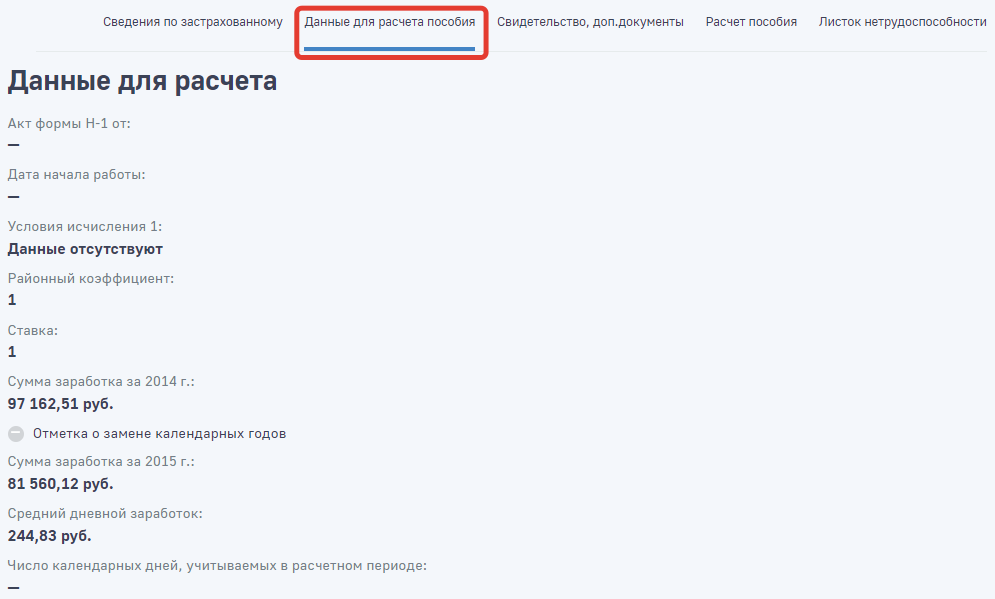 Сведения по застрахованному Данные для расчета пособия Свидетельство, доп.документы Расчет пособия Листок нетрудоспособности
Данные для расчета
Акт формы Н-1 от:
—
Дата начала работы:
—
Условия исчисления 1:
Данные отсутствуют
Районный коэффициент:
1
Ставка:
1
Сумма заработка за 2014 г.:
97 162,51 руб.
Отметка о замене календарных годов
Сумма заработка за 2015 г.:
81 560,12 руб.
Средний дневной заработок:
244,83 руб.
Число календарных дней, учитываемых в расчетном периоде:
—